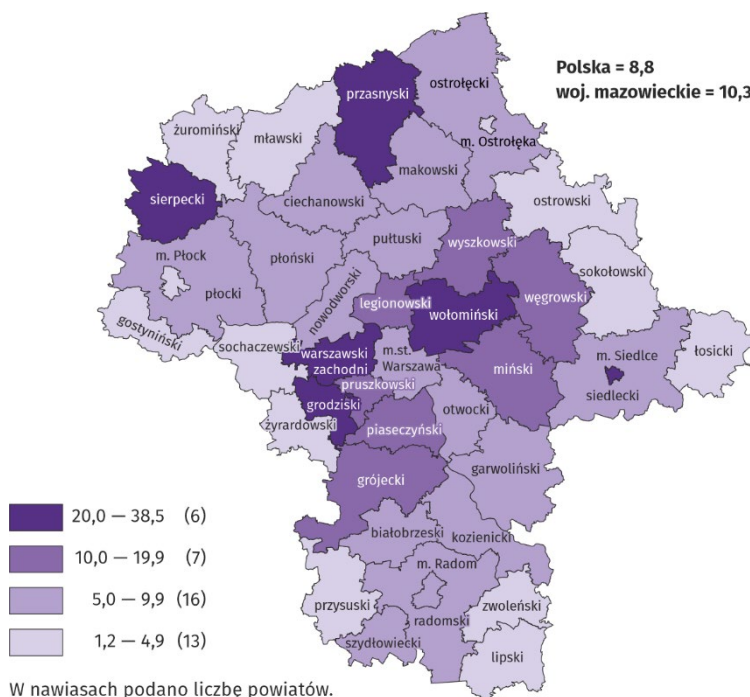 Polska = 8,8
woj. mazowieckie = 10,3
ostrołęcki
przasnyski
żuromiński
mławski
m. Ostrołęka
makowski
ciechanowski
sierpecki
ostrowski
pułtuski
wyszkowski
m. Płock
płoński
sokołowski
węgrowski
płocki
nowodworski
legionowski
wołomiński
gostyniński
sochaczewski
warszawski
zachodni
m.st.
Warszawa
m. Siedlce
łosicki
miński
pruszkowski
siedlecki
grodziski
otwocki
żyrardowski
piaseczyński
garwoliński
grójecki
białobrzeski
kozienicki
m. Radom
przysuski
zwoleński
radomski
szydłowiecki
lipski
20,0 — 38,5 (6)
10,0 — 19,9 (7)
5,0 — 9,9 (16)
1,2 — 4,9 (13)
W nawiasach podano liczbę powiatów.